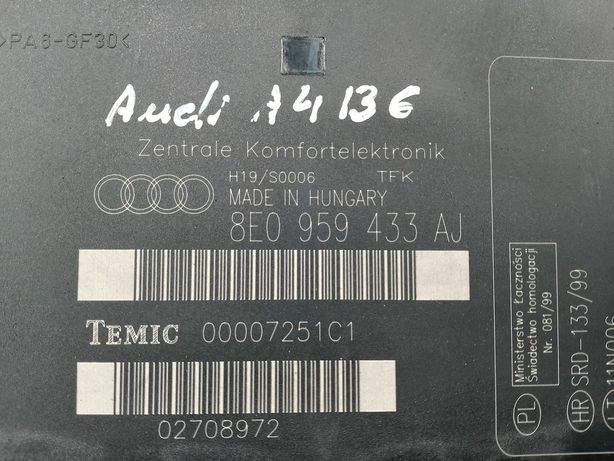 >PA6-GF30<
Audi A4 B6
Zentrale Komfortelektronik
H19/S0006 TFK
MADE IN HUNGARY
8E0 959 433 AJ
TEMIC 00007251C1
02708972
Ministerstwo Łączności
Świadectwo homologacji
Nr. 081/99
PL
HR SRD-133/99